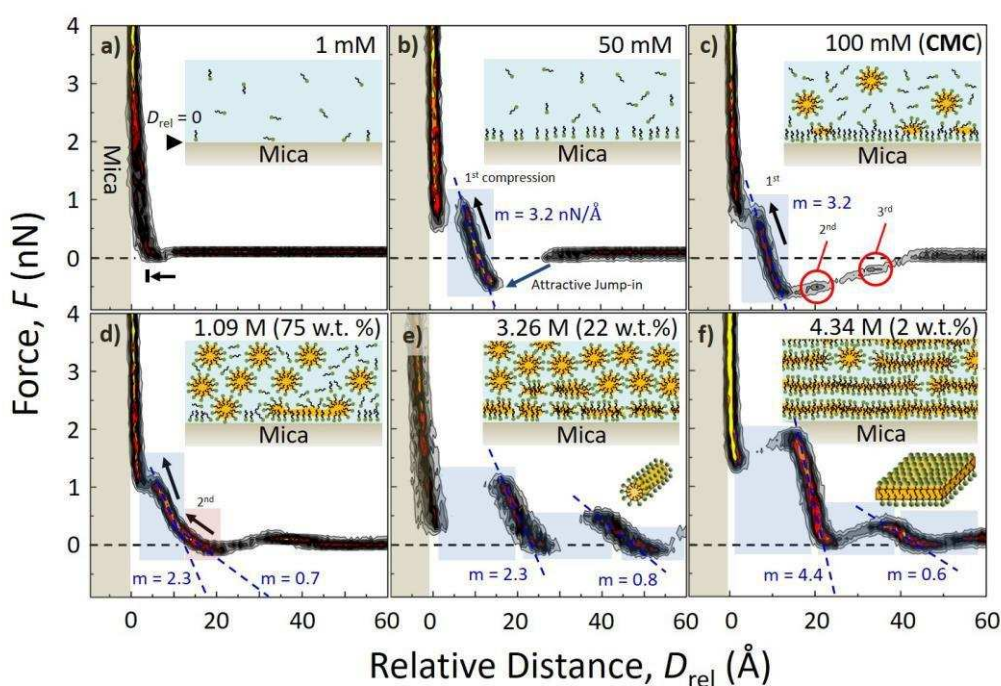 Force, F (nN)
4
3
2
1
0
a)
1 mM
D_rel = 0
Mica
Mica
b)
50 mM
Mica
1st compression
m = 3.2 nN/Å
Attractive Jump-in
c)
100 mM (CMC)
Mica
1st
m = 3.2
2nd
3rd
4
3
2
1
0
d)
1.09 M (75 w.t. %)
Mica
2nd
m = 2.3
m = 0.7
0
20
40
60
e)
3.26 M (22 w.t.%)
Mica
m = 2.3
m = 0.8
0
20
40
60
f)
4.34 M (2 w.t.%)
Mica
m = 4.4
m = 0.6
0
20
40
60
Relative Distance, D_rel (Å)